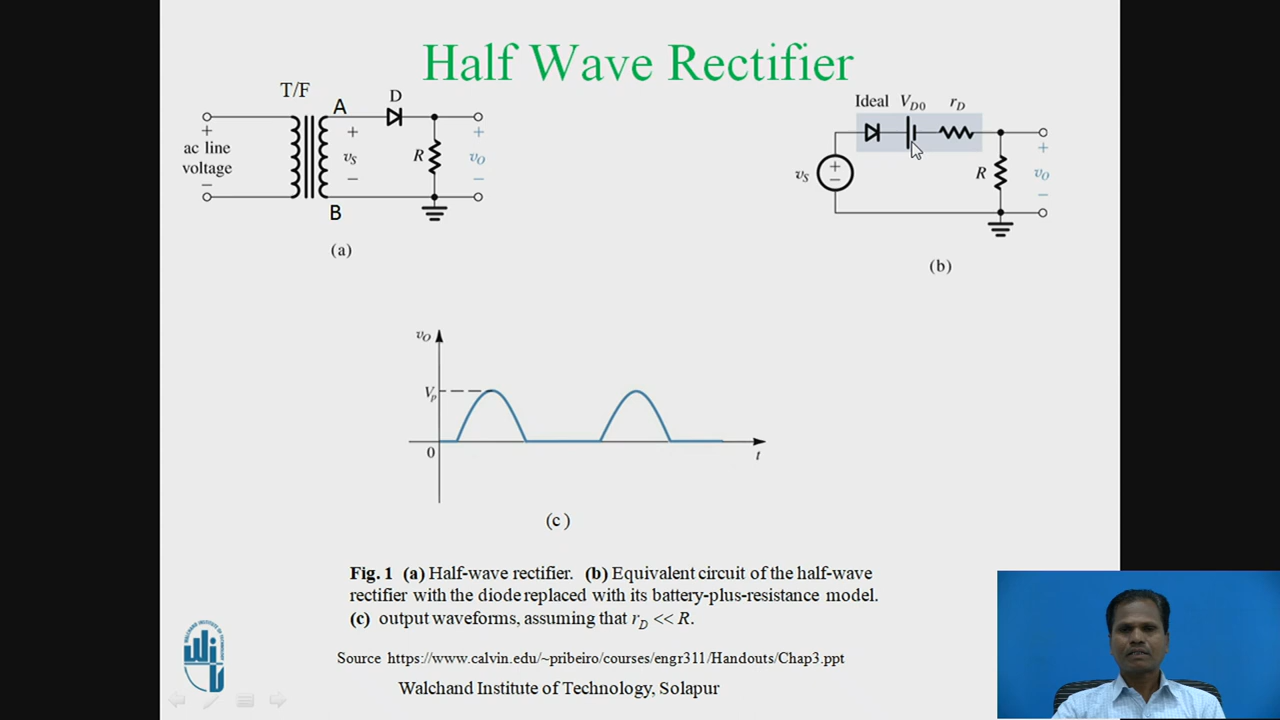 Half Wave Rectifier
T/F
A
D
+
ac line
voltage
−
+
vS
−
R
+
vO
−
B
(a)
Ideal VD0 rD
vS
+
−
R
+
vO
−
(b)
vO
Vp
0
t
(c )
Fig. 1 (a) Half-wave rectifier. (b) Equivalent circuit of the half-wave
rectifier with the diode replaced with its battery-plus-resistance model.
(c) output waveforms, assuming that rD << R.
Source https://www.calvin.edu/~pribeiro/courses/engr311/Handouts/Chap3.ppt
Walchand Institute of Technology, Solapur